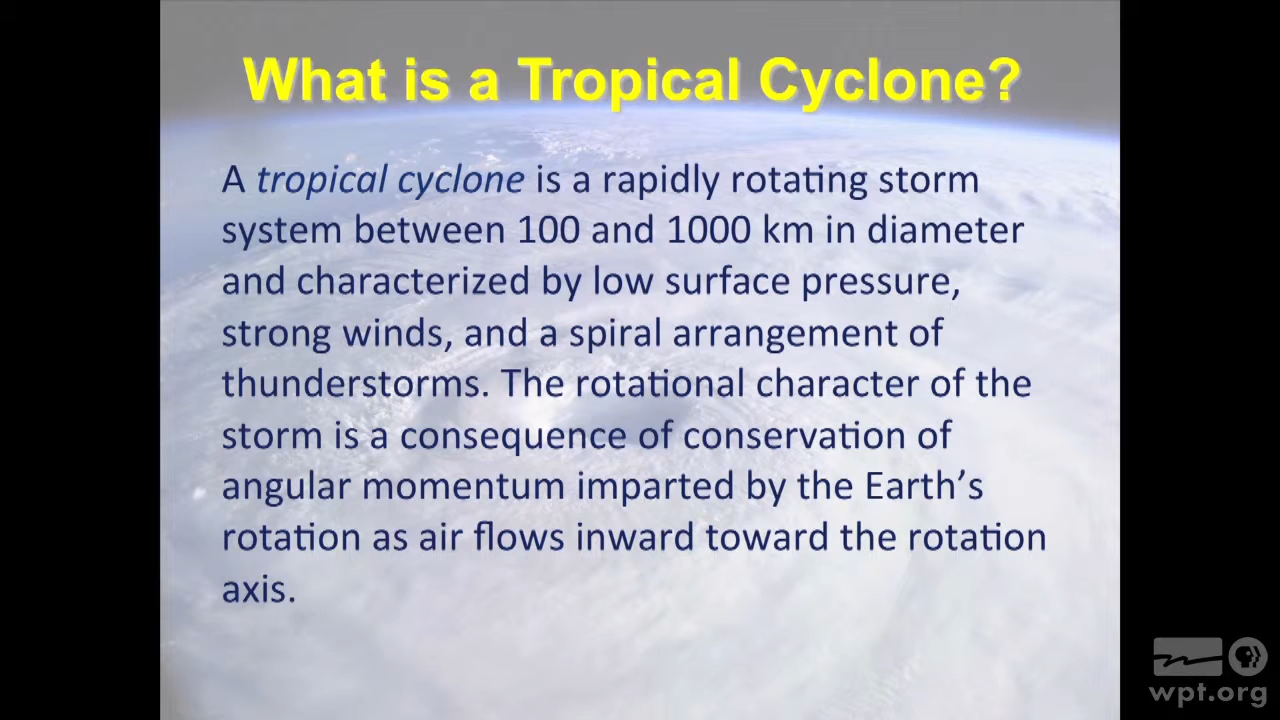 What is a Tropical Cyclone?
A tropical cyclone is a rapidly rotating storm
system between 100 and 1000 km in diameter
and characterized by low surface pressure,
strong winds, and a spiral arrangement of
thunderstorms. The rotational character of the
storm is a consequence of conservation of
angular momentum imparted by the Earth’s
rotation as air flows inward toward the rotation
axis.
wpt.org